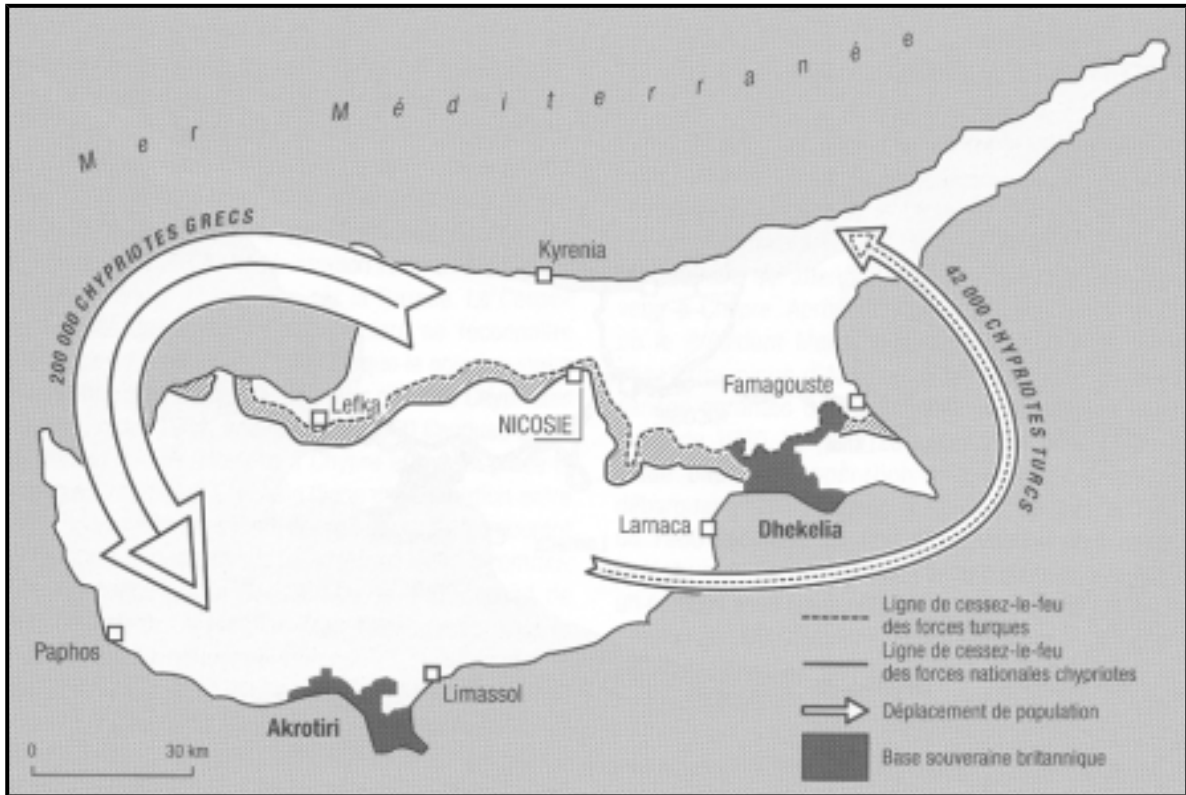 Mer Méditerranée
200 000 CHYPRIOTES GRECS
Kyrenia
42 000 CHYPRIOTES TURCS
Famagouste
Lefka
NICOSIE
Larnaca
Dhekelia
Paphos
Limassol
Akrotiri
0 30 km
Ligne de cessez-le-feu
des forces turques
Ligne de cessez-le-feu
des forces nationales chypriotes
Déplacement de population
Base souveraine britannique